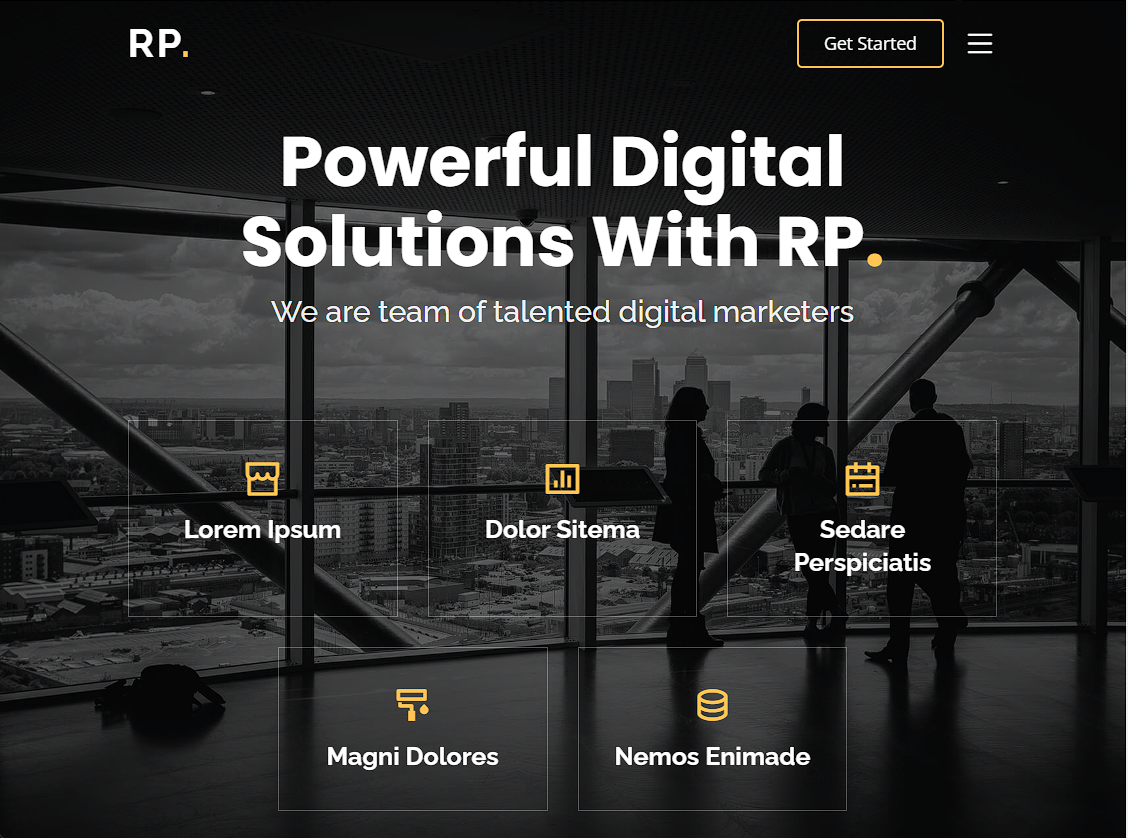 RP.
Get Started
Powerful Digital
Solutions With RP.
We are team of talented digital marketers
Lorem Ipsum
Dolor Sitema
Sedare
Perspiciatis
Magni Dolores
Nemos Enimade